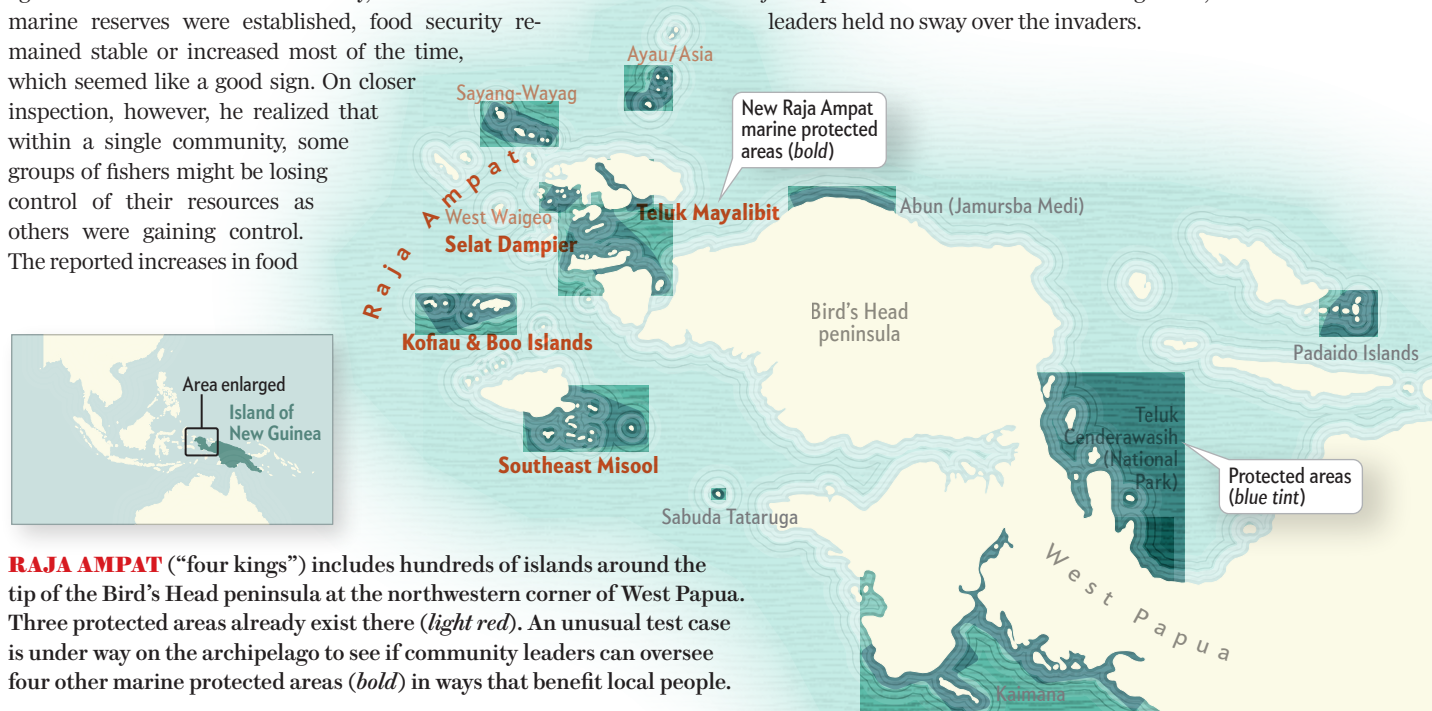 marine reserves were established, food security re-
mained stable or increased most of the time,
which seemed like a good sign. On closer
inspection, however, he realized that
within a single community, some
groups of fishers might be losing
control of their resources as
others were gaining control.
The reported increases in food
leaders held no sway over the invaders.
Ayau/Asia
Sayang-Wayag
New Raja Ampat
marine protected
areas (bold)
Raja Ampat
West Waigeo
Teluk Mayalibit
Abun (Jamursba Medi)
Selat Dampier
Bird's Head
peninsula
Kofiau & Boo Islands
Padaido Islands
Area enlarged
Island of
New Guinea
Teluk
Cenderawasih
(National
Park)
Southeast Misool
Protected areas
(blue tint)
Sabuda Tataruga
West Papua
Kaimana
RAJA AMPAT (“four kings”) includes hundreds of islands around the
tip of the Bird's Head peninsula at the northwestern corner of West Papua.
Three protected areas already exist there (light red). An unusual test case
is under way on the archipelago to see if community leaders can oversee
four other marine protected areas (bold) in ways that benefit local people.